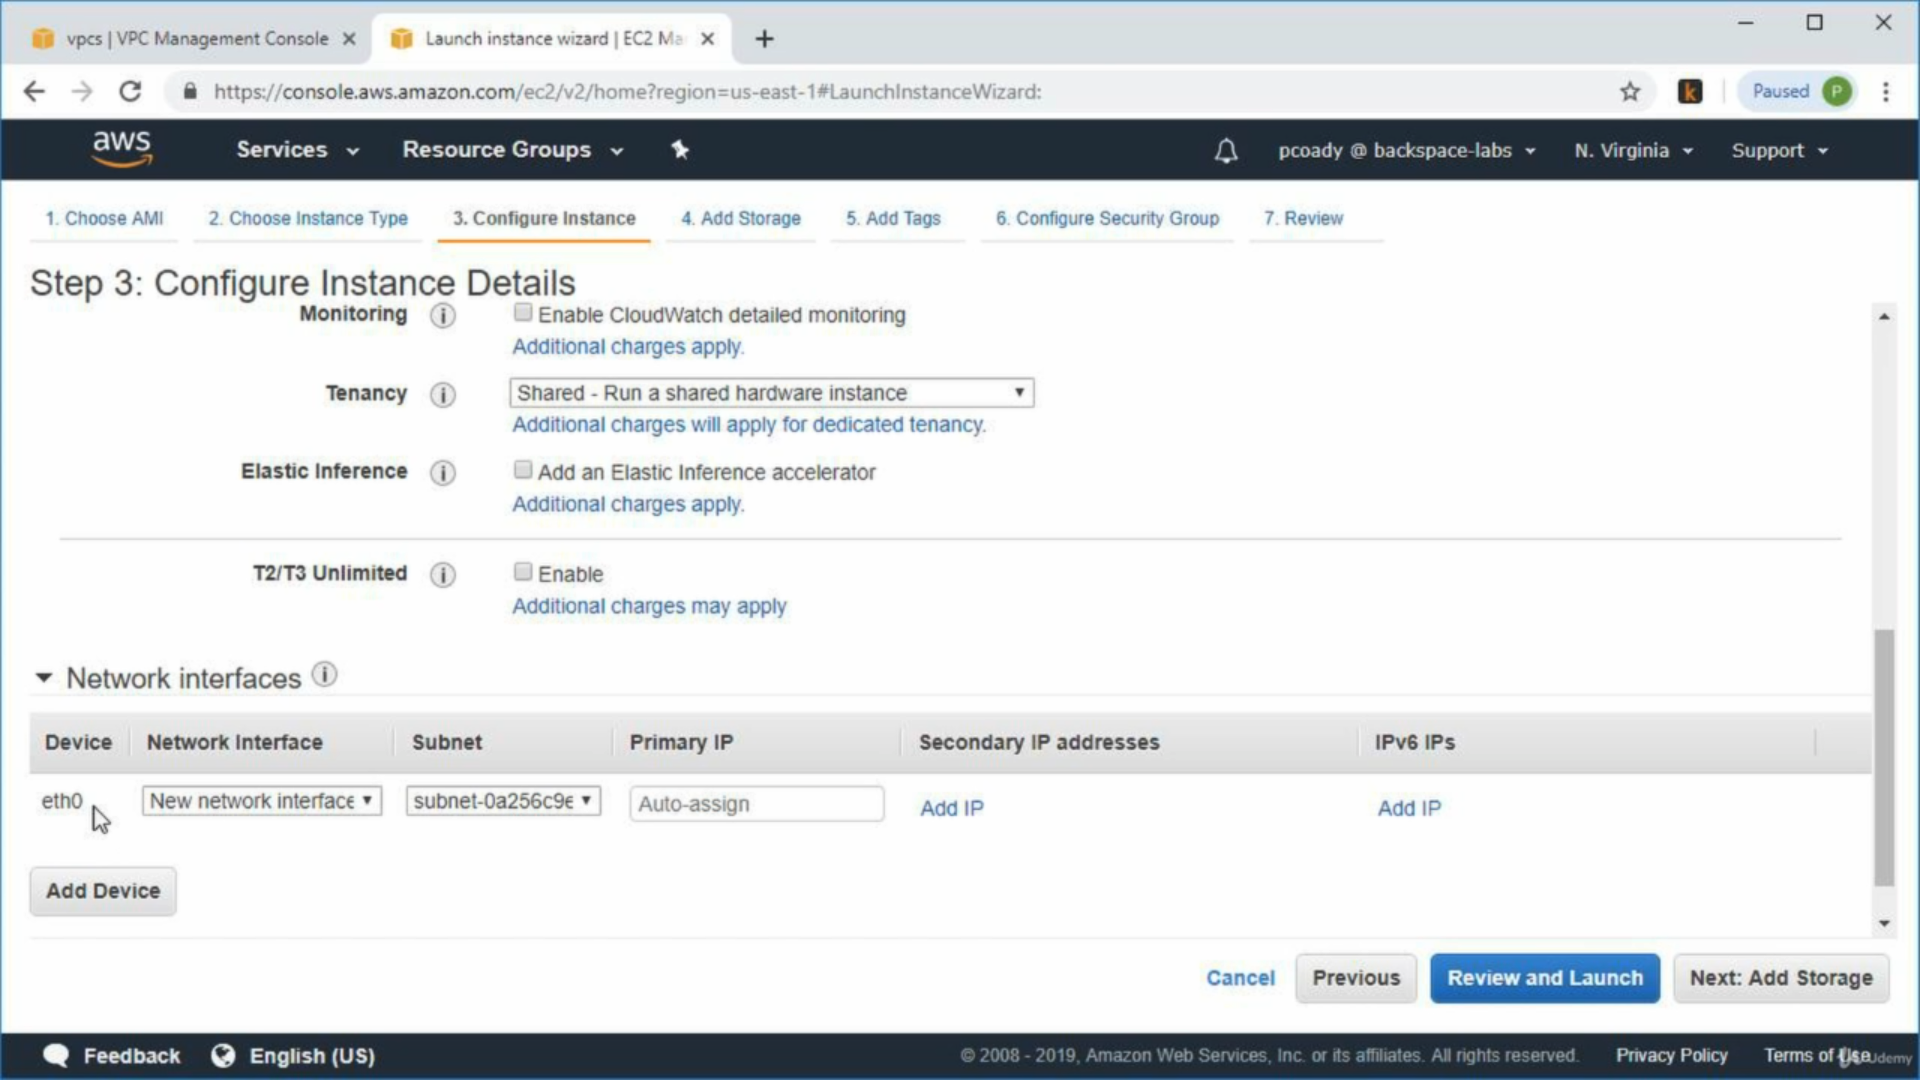 vpcs | VPC Management Console
Launch instance wizard | EC2 Ma
https://console.aws.amazon.com/ec2/v2/home?region=us-east-1#LaunchInstanceWizard:
k
Paused P
aws Services Resource Groups pcoady @ backspace-labs N. Virginia Support
1. Choose AMI 2. Choose Instance Type 3. Configure Instance 4. Add Storage 5. Add Tags 6. Configure Security Group 7. Review
Step 3: Configure Instance Details
Monitoring i Enable CloudWatch detailed monitoring
Additional charges apply.
Tenancy i Shared - Run a shared hardware instance
Additional charges will apply for dedicated tenancy.
Elastic Inference i Add an Elastic Inference accelerator
Additional charges apply.
T2/T3 Unlimited i Enable
Additional charges may apply
Network interfaces i
Device Network Interface Subnet Primary IP Secondary IP addresses IPv6 IPs
eth0 New network interface subnet-0a256c9e Auto-assign Add IP Add IP
Add Device
Cancel Previous Review and Launch Next: Add Storage
Feedback English (US) © 2008 - 2019, Amazon Web Services, Inc. or its affiliates. All rights reserved. Privacy Policy Terms of Use
Udemy